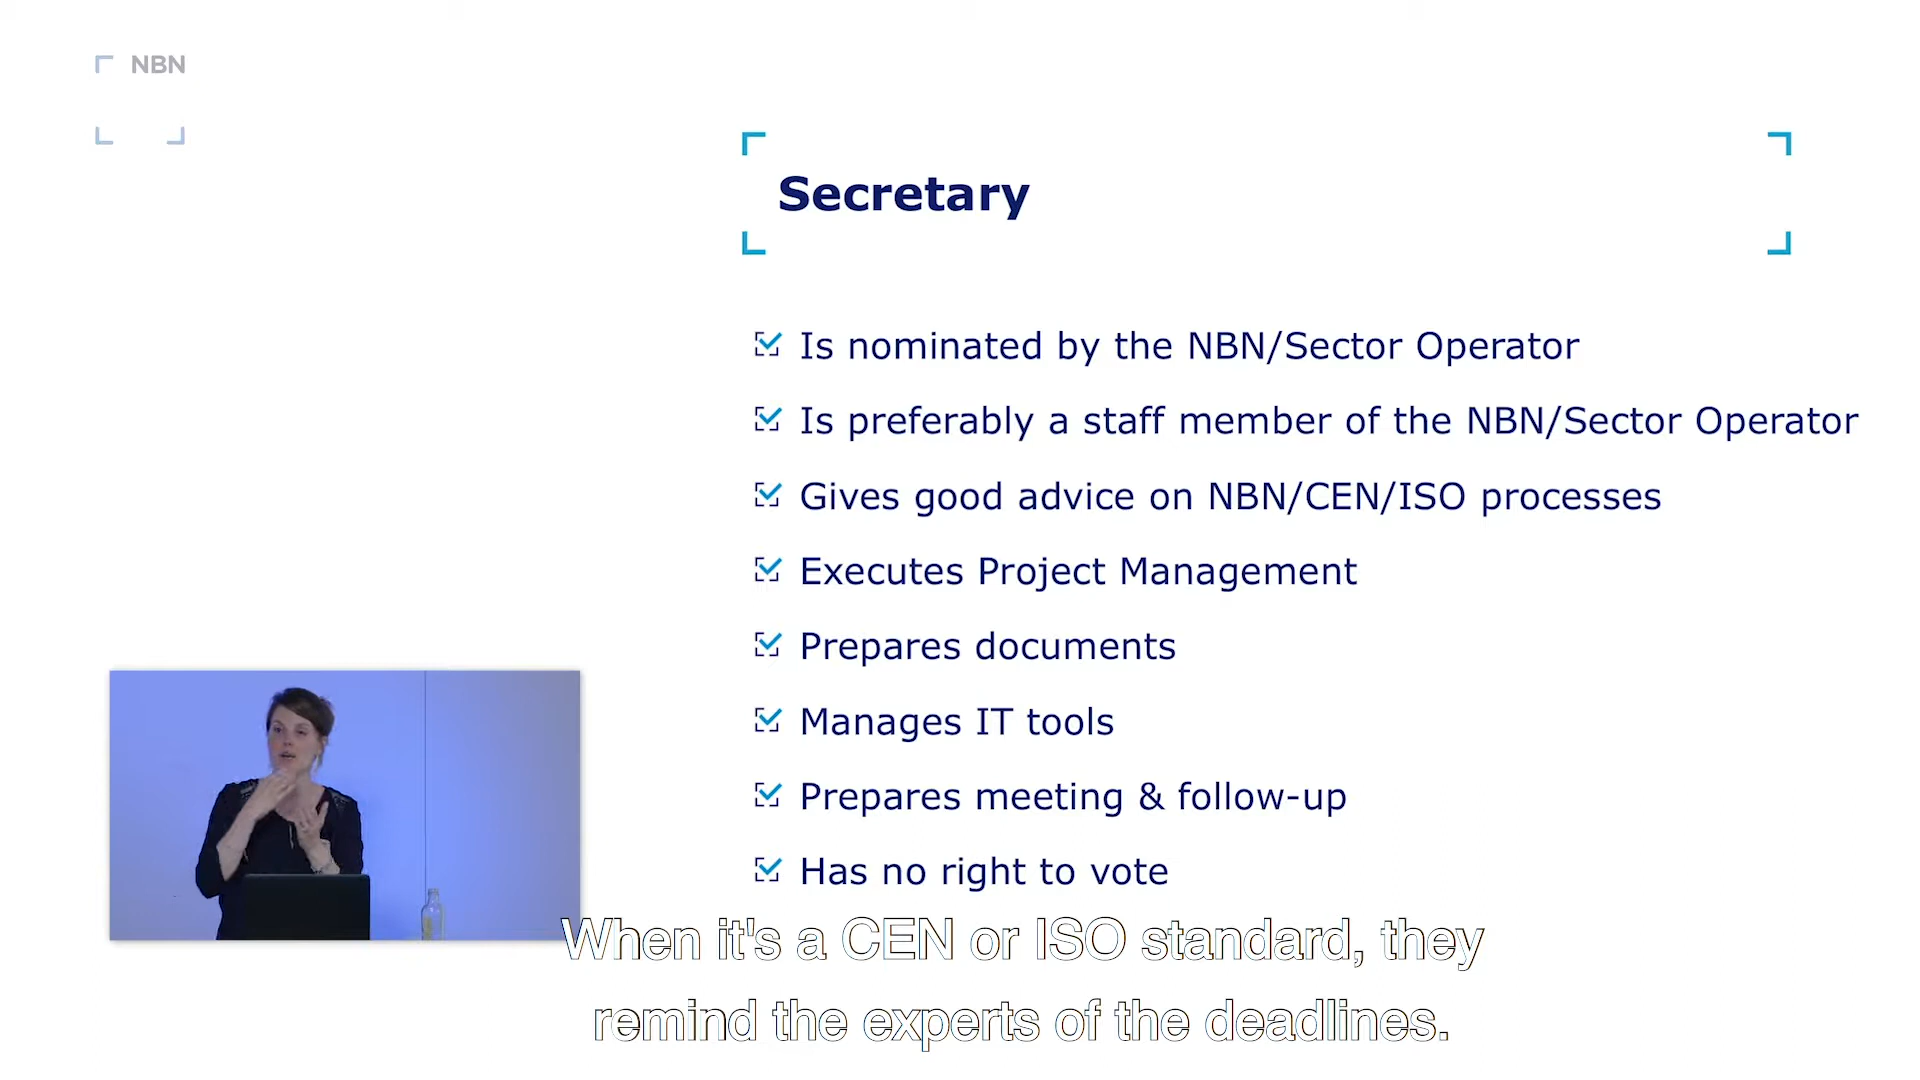 NBN
Secretary
Is nominated by the NBN/Sector Operator
Is preferably a staff member of the NBN/Sector Operator
Gives good advice on NBN/CEN/ISO processes
Executes Project Management
Prepares documents
Manages IT tools
Prepares meeting & follow-up
Has no right to vote
When it's a CEN or ISO standard, they
remind the experts of the deadlines.